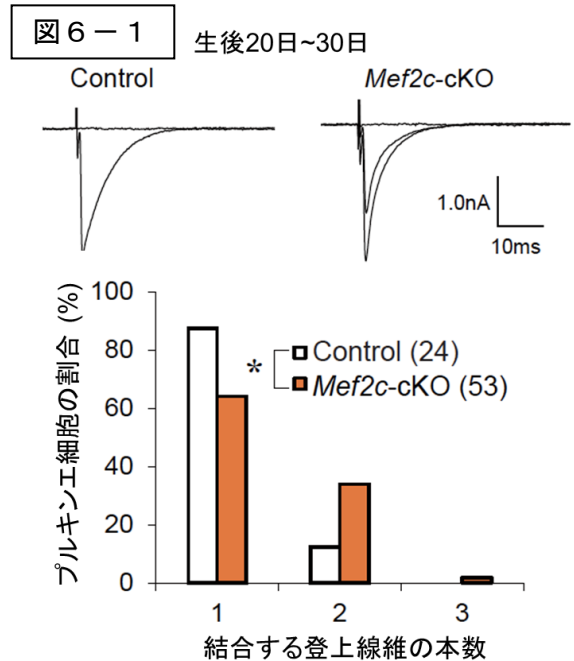 図6-1
生後20日~30日
Control
Mef2c-cKO
1.0nA
10ms
プルキンエ細胞の割合 (%)
100
80
60
40
20
0
*
Control (24)
Mef2c-cKO (53)
1 2 3
結合する登上線維の本数